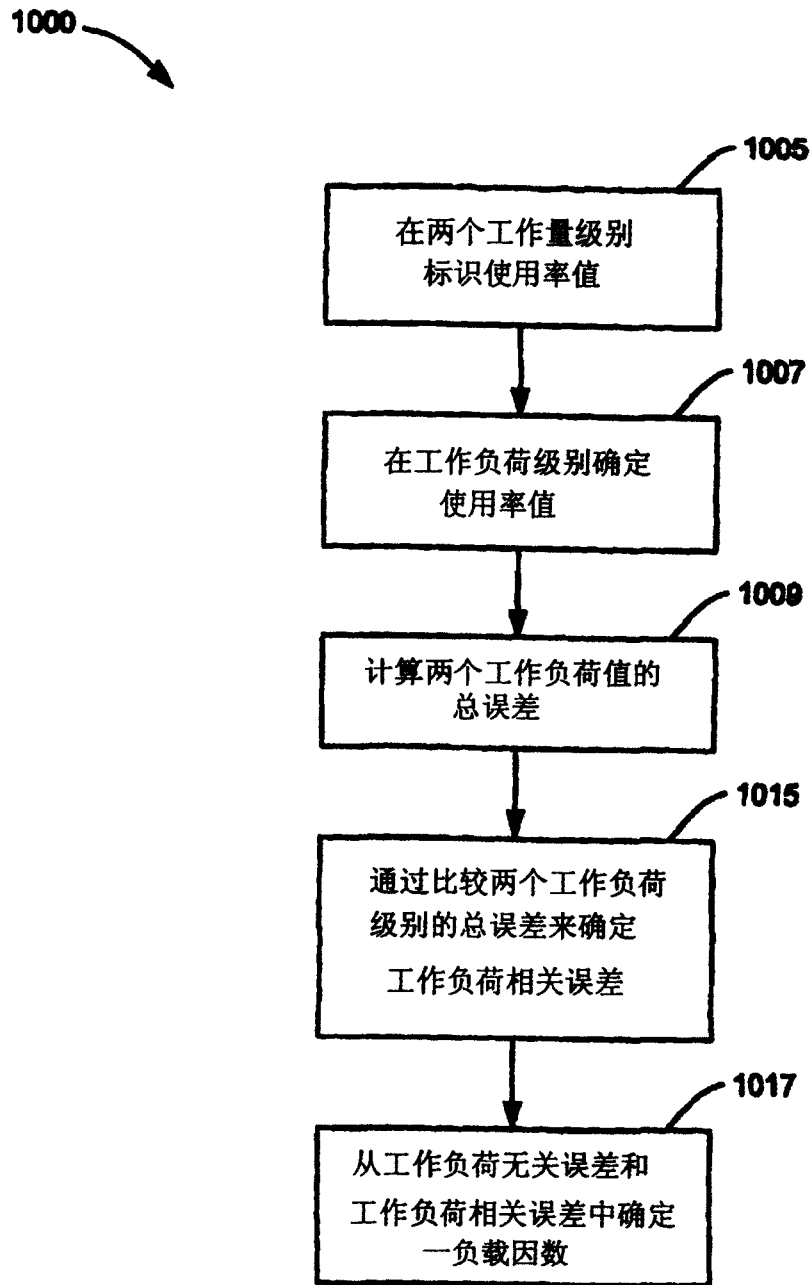 1000
1005
在两个工作量级别
标识使用率值
1007
在工作负荷级别确定
使用率值
1009
计算两个工作负荷值的
总误差
1015
通过比较两个工作负荷
级别的总误差来确定
工作负荷相关误差
1017
从工作负荷无关误差和
工作负荷相关误差中确定
一负载因数